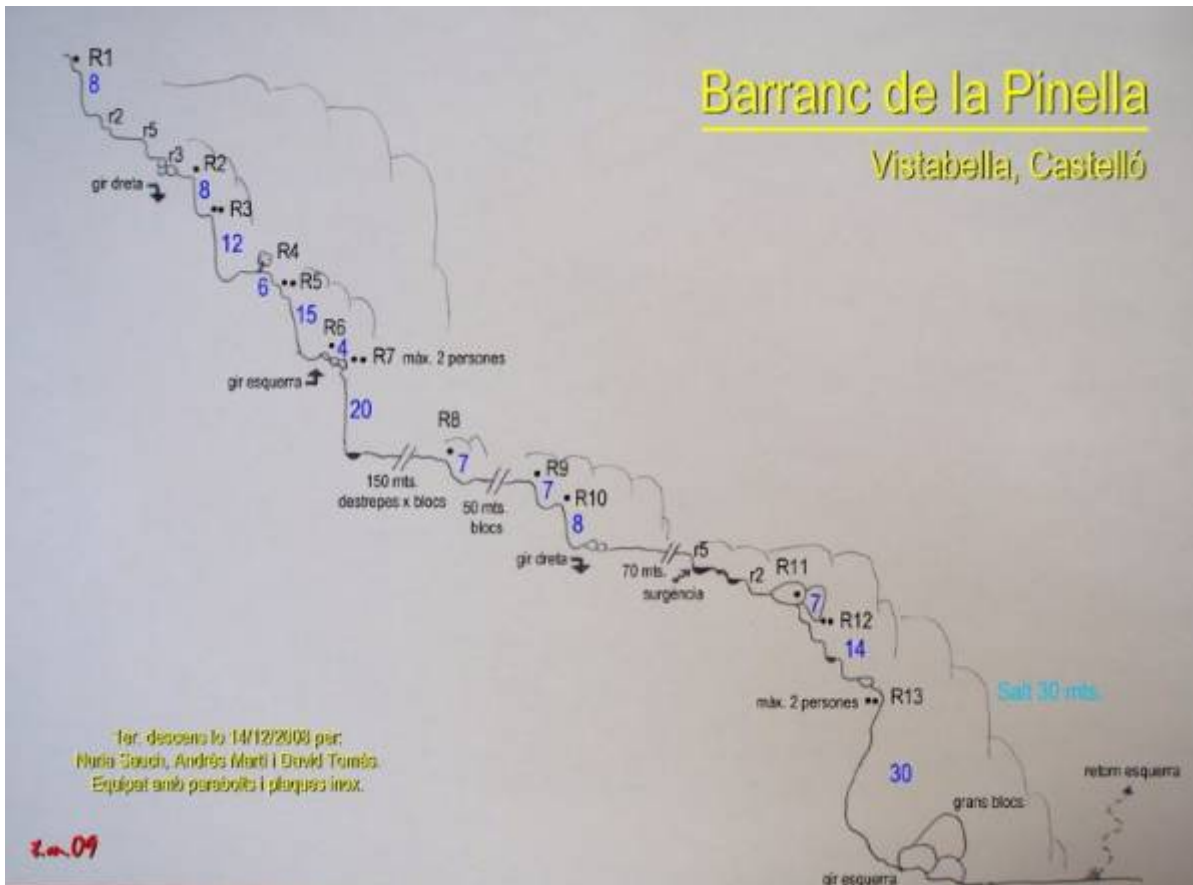 Barranc de la Pinella
Vistabella, Castelló
R1
8
r2
r5
r3
R2
gir dreta
8
R3
12
R4
6
R5
15
R6
4
R7 màx. 2 persones
gir esquerra
20
R8
7
150 mts.
destrepes x blocs
50 mts.
blocs
R9
7
R10
8
gir dreta
70 mts.
surgència
r5
r2
R11
7
R12
14
màx. 2 persones
R13
Salt 30 mts.
30
grans blocs
retorn esquerra
gir esquerra
1er. descens lo 14/12/2008 per:
Nuria Sauch, Andrés Martí i David Tomás.
Equipat amb parabolts i plaques inox.
09